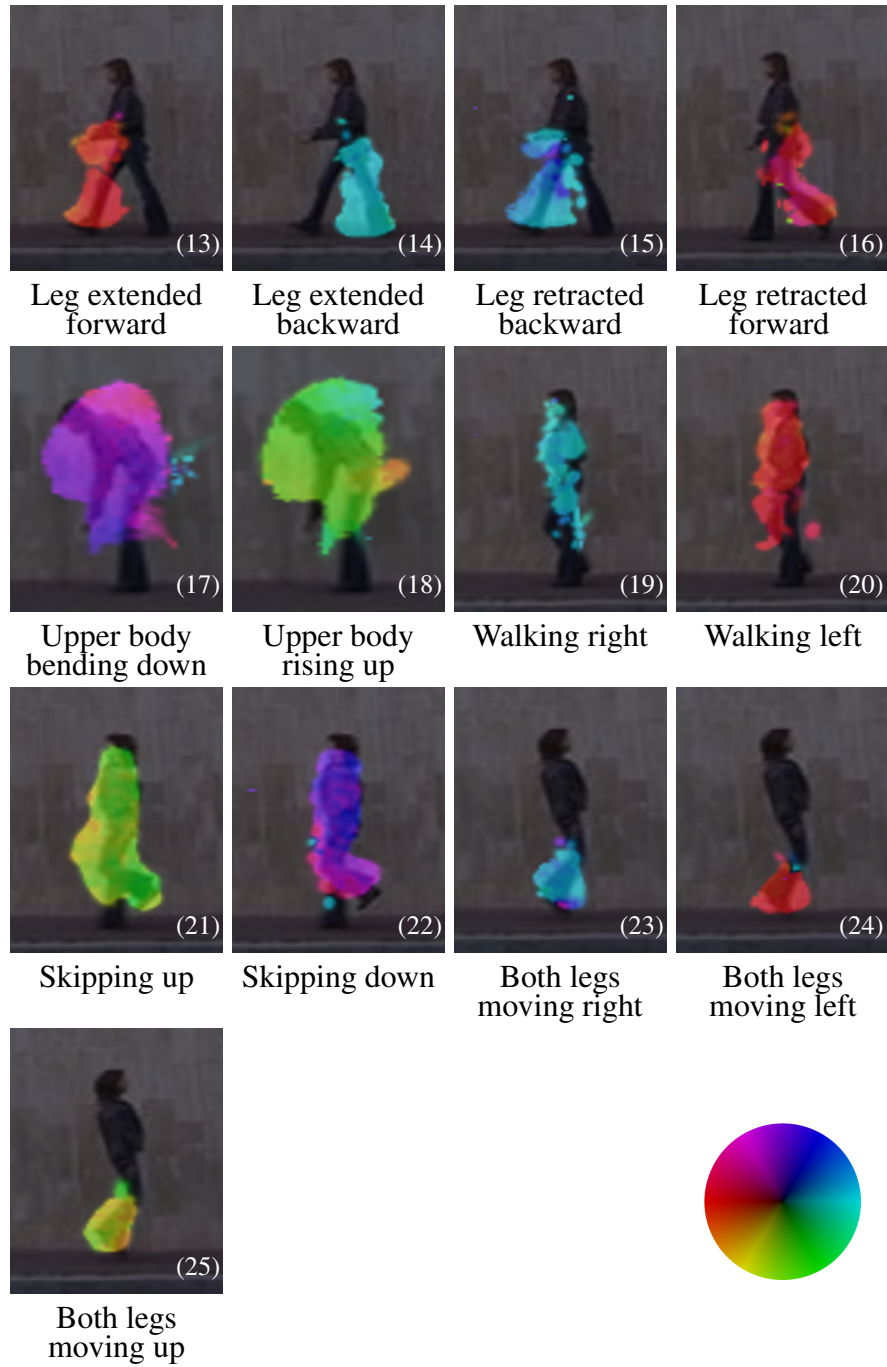 (13)
(14)
(15)
(16)
Leg extended
forward
Leg extended
backward
Leg retracted
backward
Leg retracted
forward
(17)
(18)
(19)
(20)
Upper body
bending down
Upper body
rising up
Walking right
Walking left
(21)
(22)
(23)
(24)
Skipping up
Skipping down
Both legs
moving right
Both legs
moving left
(25)
Both legs
moving up